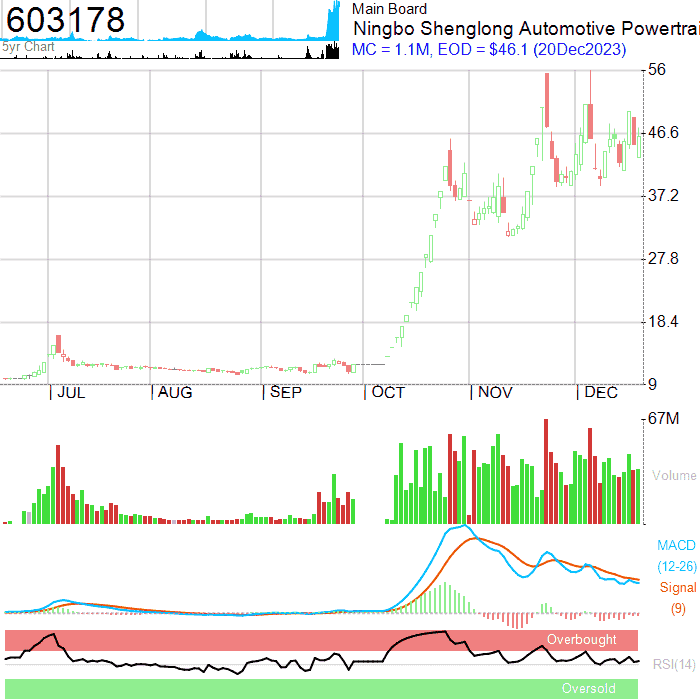 603178
5yr Chart
Main Board
Ningbo Shenglong Automotive Powertrai
MC = 1.1M, EOD = $46.1 (20Dec2023)
56
46.6
37.2
27.8
18.4
9
JUL AUG SEP OCT NOV DEC
67M
Volume
MACD
(12-26)
Signal
(9)
Overbought
RSI(14)
Oversold